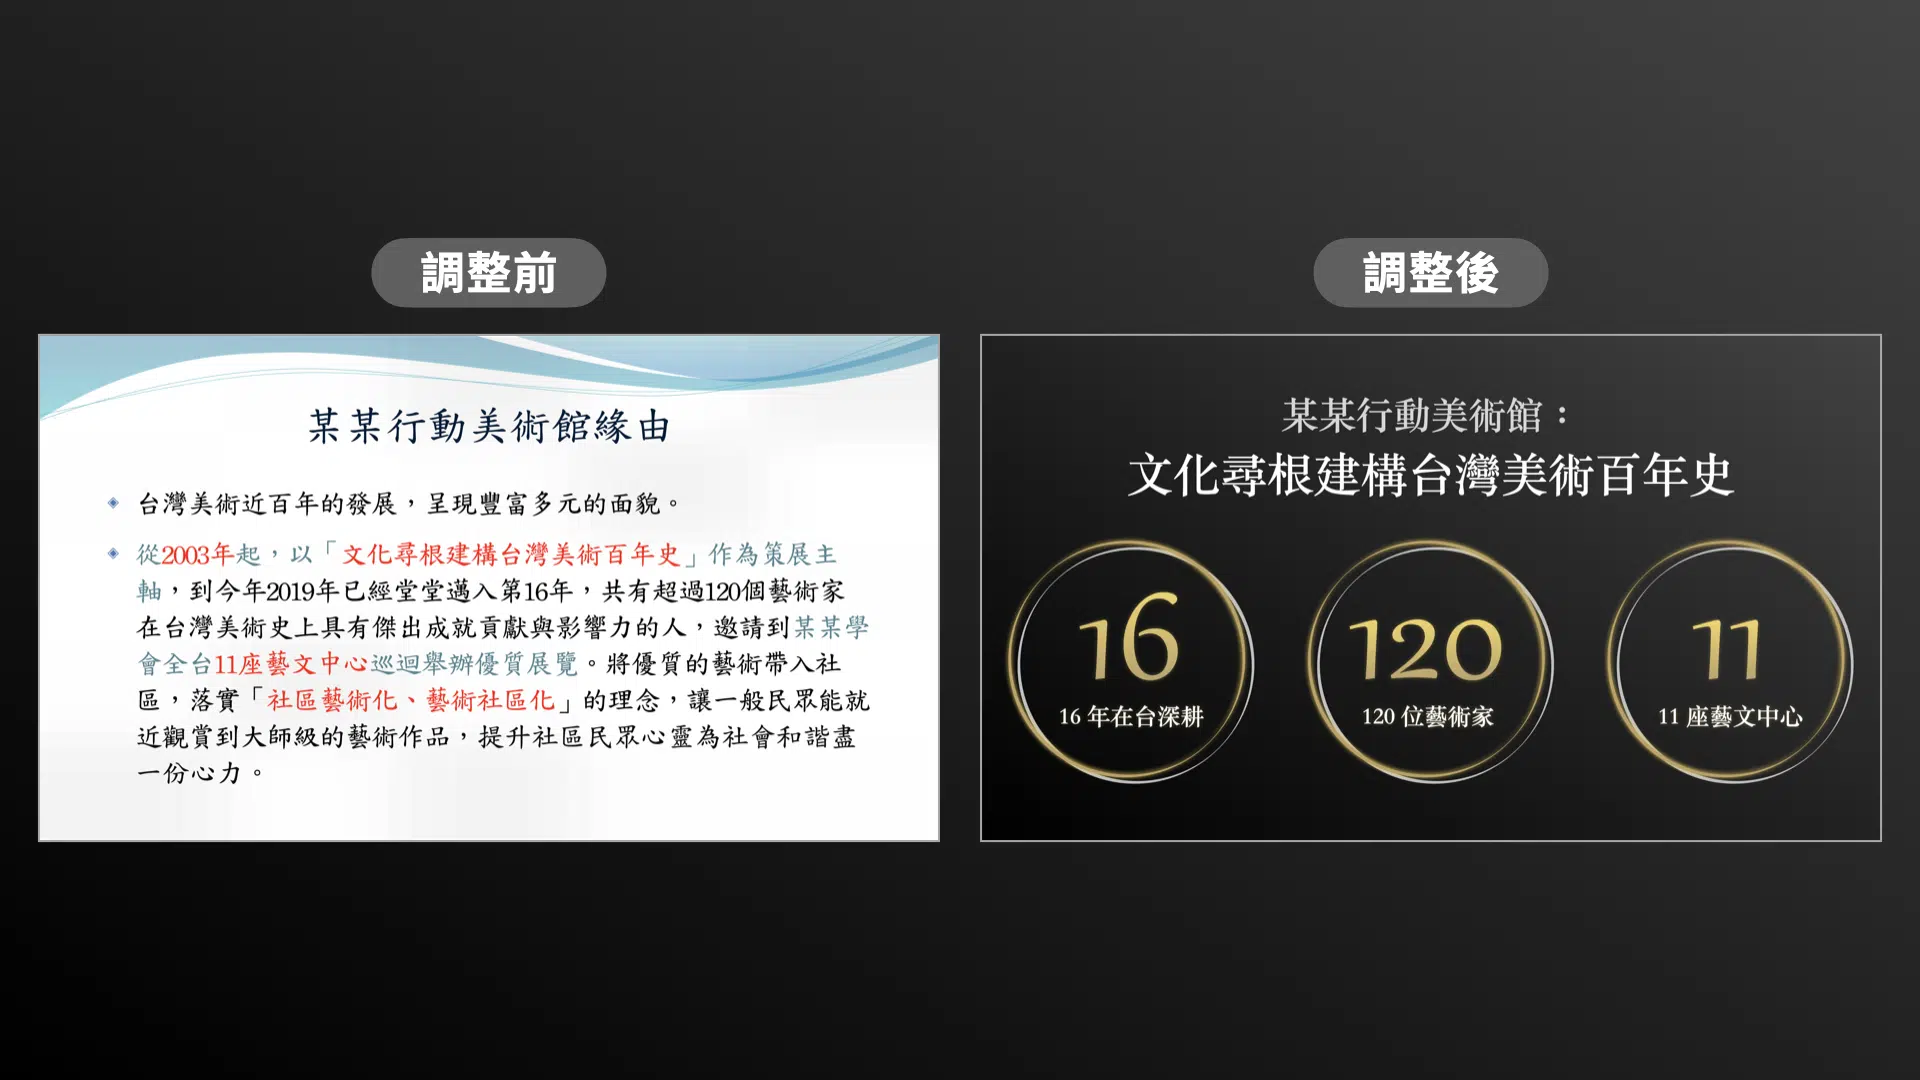 調整前
某某行動美術館緣由
台灣美術近百年的發展，呈現豐富多元的面貌。
從2003年起，以「文化尋根建構台灣美術百年史」作為策展主
軸，到今年2019年已經堂堂邁入第16年，共有超過120個藝術家
在台灣美術史上具有傑出成就貢獻與影響力的人，邀請到某某學
會全台11座藝文中心巡迴舉辦優質展覽。將優質的藝術帶入社
區，落實「社區藝術化、藝術社區化」的理念，讓一般民眾能就
近觀賞到大師級的藝術作品，提升社區民眾心靈為社會和諧盡
一份心力。
調整後
某某行動美術館：
文化尋根建構台灣美術百年史
16
16 年在台深耕
120
120 位藝術家
11
11 座藝文中心